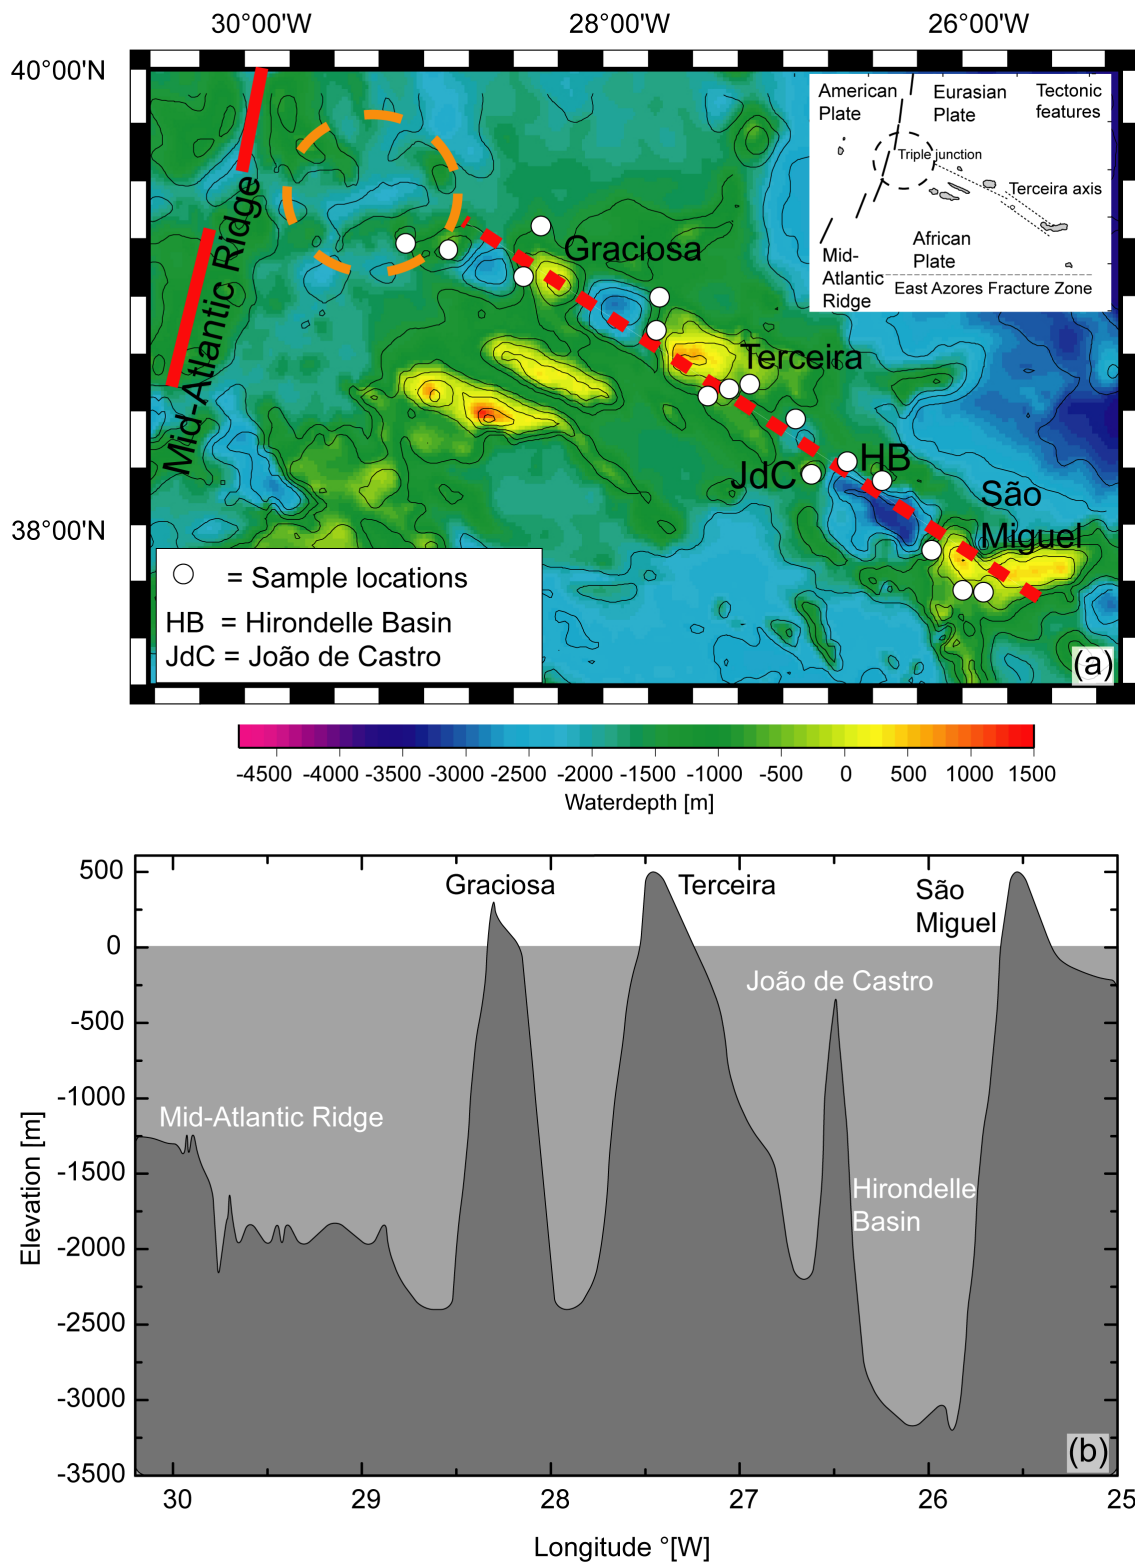 30°00'W 28°00'W 26°00'W
40°00'N
38°00'N
American
Plate
Eurasian
Plate
Tectonic
features
Triple junction
Terceira axis
African
Plate
Mid-
Atlantic
Ridge
East Azores Fracture Zone
Mid-Atlantic Ridge
Graciosa
Terceira
HB
JdC
São
Miguel
= Sample locations
HB = Hirondelle Basin
JdC = João de Castro
(a)
-4500 -4000 -3500 -3000 -2500 -2000 -1500 -1000 -500 0 500 1000 1500
Waterdepth [m]
500
0
-500
-1000
-1500
-2000
-2500
-3000
-3500
Elevation [m]
Graciosa
Terceira
São
Miguel
João de Castro
Mid-Atlantic Ridge
Hirondelle
Basin
(b)
30 29 28 27 26 25
Longitude °[W]